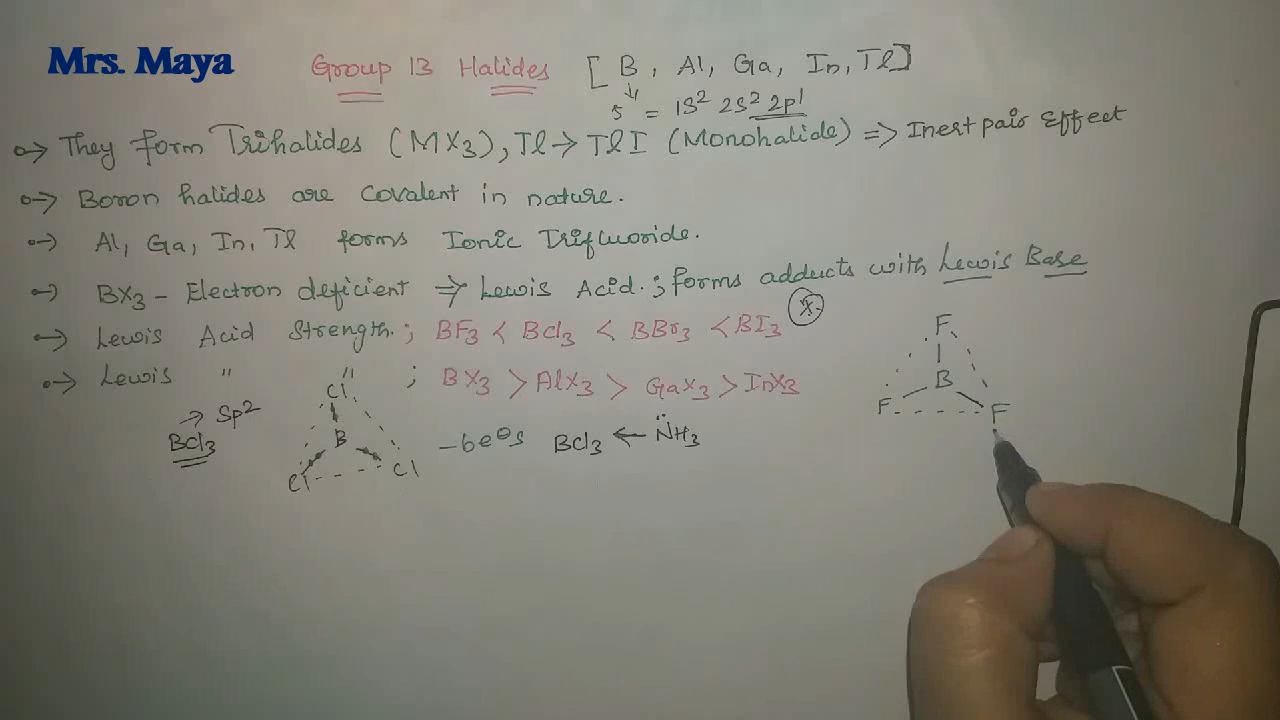 Mrs. Maya
Group 13 Halides [ B, Al, Ga, In, Tl ]
5 = 1S² 2S² 2p¹
They form Trihalides (MX₃), Tl → TlI (Monohalide) => Inert pair Effect
Boron halides are Covalent in nature.
Al, Ga, In, Tl forms Ionic Trifluoride.
BX₃ - Electron deficient => Lewis Acid.; forms adducts with Lewis Base
Lewis Acid Strength; BF₃ < BCl₃ < BBr₃ < BI₃ *
Lewis " " ; BX₃ > AlX₃ > GaX₃ > InX₃
BCl₃ → Sp²
Cl
B
Cl Cl
-6e⊖s BCl₃ ← N̈H₃
F
B
F F